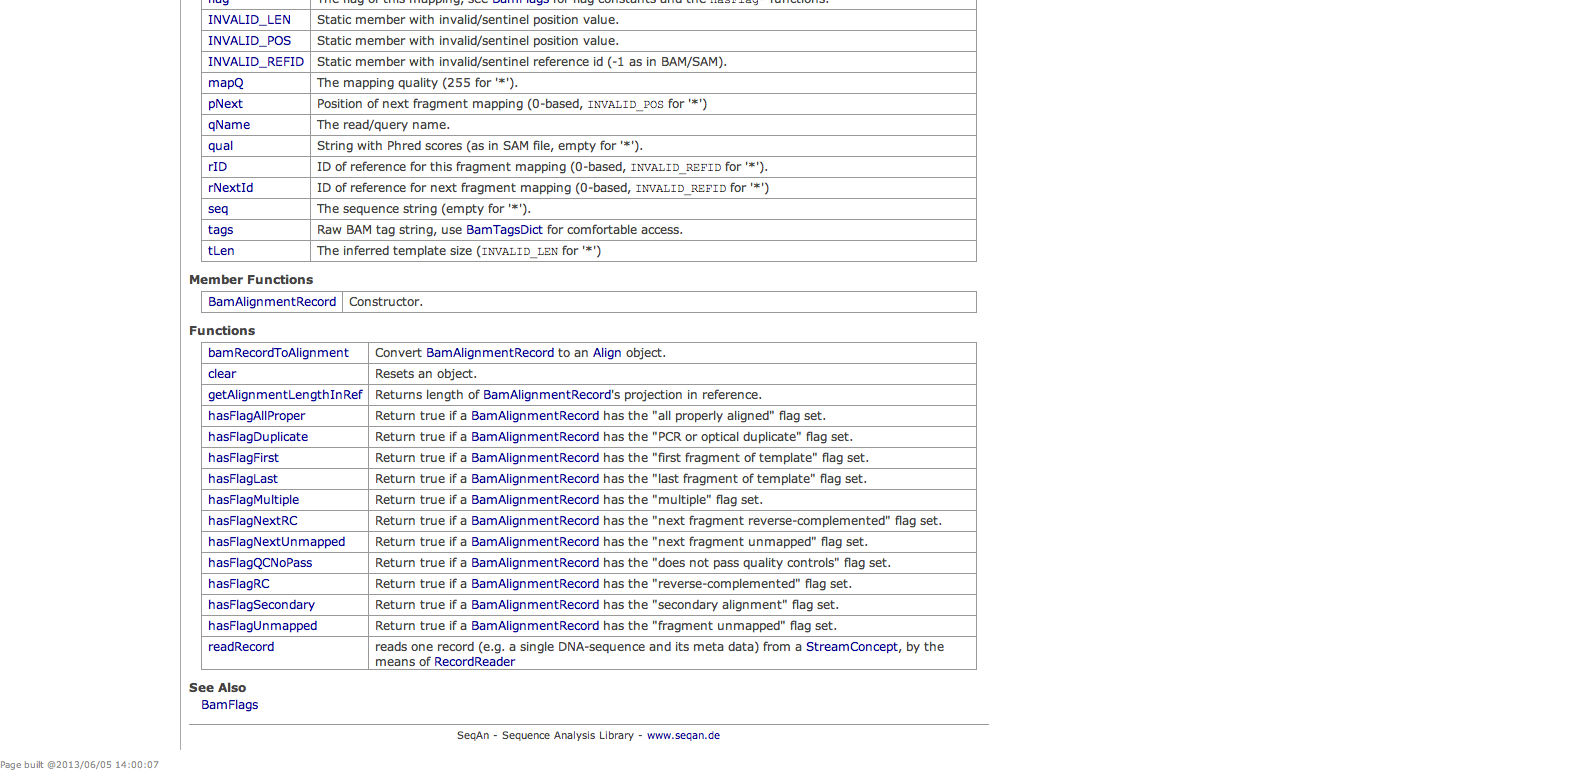 flag The flag of this mapping, see BamFlags for flag constants and the hasFlag* functions.
INVALID_LEN Static member with invalid/sentinel position value.
INVALID_POS Static member with invalid/sentinel position value.
INVALID_REFID Static member with invalid/sentinel reference id (-1 as in BAM/SAM).
mapQ The mapping quality (255 for '*').
pNext Position of next fragment mapping (0-based, INVALID_POS for '*')
qName The read/query name.
qual String with Phred scores (as in SAM file, empty for '*').
rID ID of reference for this fragment mapping (0-based, INVALID_REFID for '*').
rNextId ID of reference for next fragment mapping (0-based, INVALID_REFID for '*')
seq The sequence string (empty for '*').
tags Raw BAM tag string, use BamTagsDict for comfortable access.
tLen The inferred template size (INVALID_LEN for '*')
Member Functions
BamAlignmentRecord Constructor.
Functions
bamRecordToAlignment Convert BamAlignmentRecord to an Align object.
clear Resets an object.
getAlignmentLengthInRef Returns length of BamAlignmentRecord's projection in reference.
hasFlagAllProper Return true if a BamAlignmentRecord has the "all properly aligned" flag set.
hasFlagDuplicate Return true if a BamAlignmentRecord has the "PCR or optical duplicate" flag set.
hasFlagFirst Return true if a BamAlignmentRecord has the "first fragment of template" flag set.
hasFlagLast Return true if a BamAlignmentRecord has the "last fragment of template" flag set.
hasFlagMultiple Return true if a BamAlignmentRecord has the "multiple" flag set.
hasFlagNextRC Return true if a BamAlignmentRecord has the "next fragment reverse-complemented" flag set.
hasFlagNextUnmapped Return true if a BamAlignmentRecord has the "next fragment unmapped" flag set.
hasFlagQCNoPass Return true if a BamAlignmentRecord has the "does not pass quality controls" flag set.
hasFlagRC Return true if a BamAlignmentRecord has the "reverse-complemented" flag set.
hasFlagSecondary Return true if a BamAlignmentRecord has the "secondary alignment" flag set.
hasFlagUnmapped Return true if a BamAlignmentRecord has the "fragment unmapped" flag set.
readRecord reads one record (e.g. a single DNA-sequence and its meta data) from a StreamConcept, by the
means of RecordReader
See Also
BamFlags
SeqAn - Sequence Analysis Library - www.seqan.de
Page built @2013/06/05 14:00:07